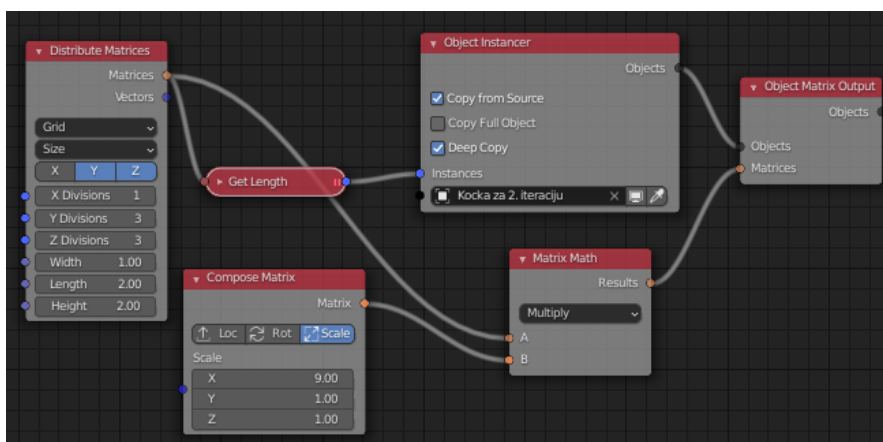 Distribute Matrices
Matrices
Vectors
Grid
Size
X Y Z
X Divisions 1
Y Divisions 3
Z Divisions 3
Width 1.00
Length 2.00
Height 2.00
Get Length
Compose Matrix
Matrix
Loc Rot Scale
Scale
X 9.00
Y 1.00
Z 1.00
Object Instancer
Objects
Copy from Source
Copy Full Object
Deep Copy
Instances
Kocka za 2. iteraciju
Matrix Math
Results
Multiply
A
B
Object Matrix Output
Objects
Objects
Matrices